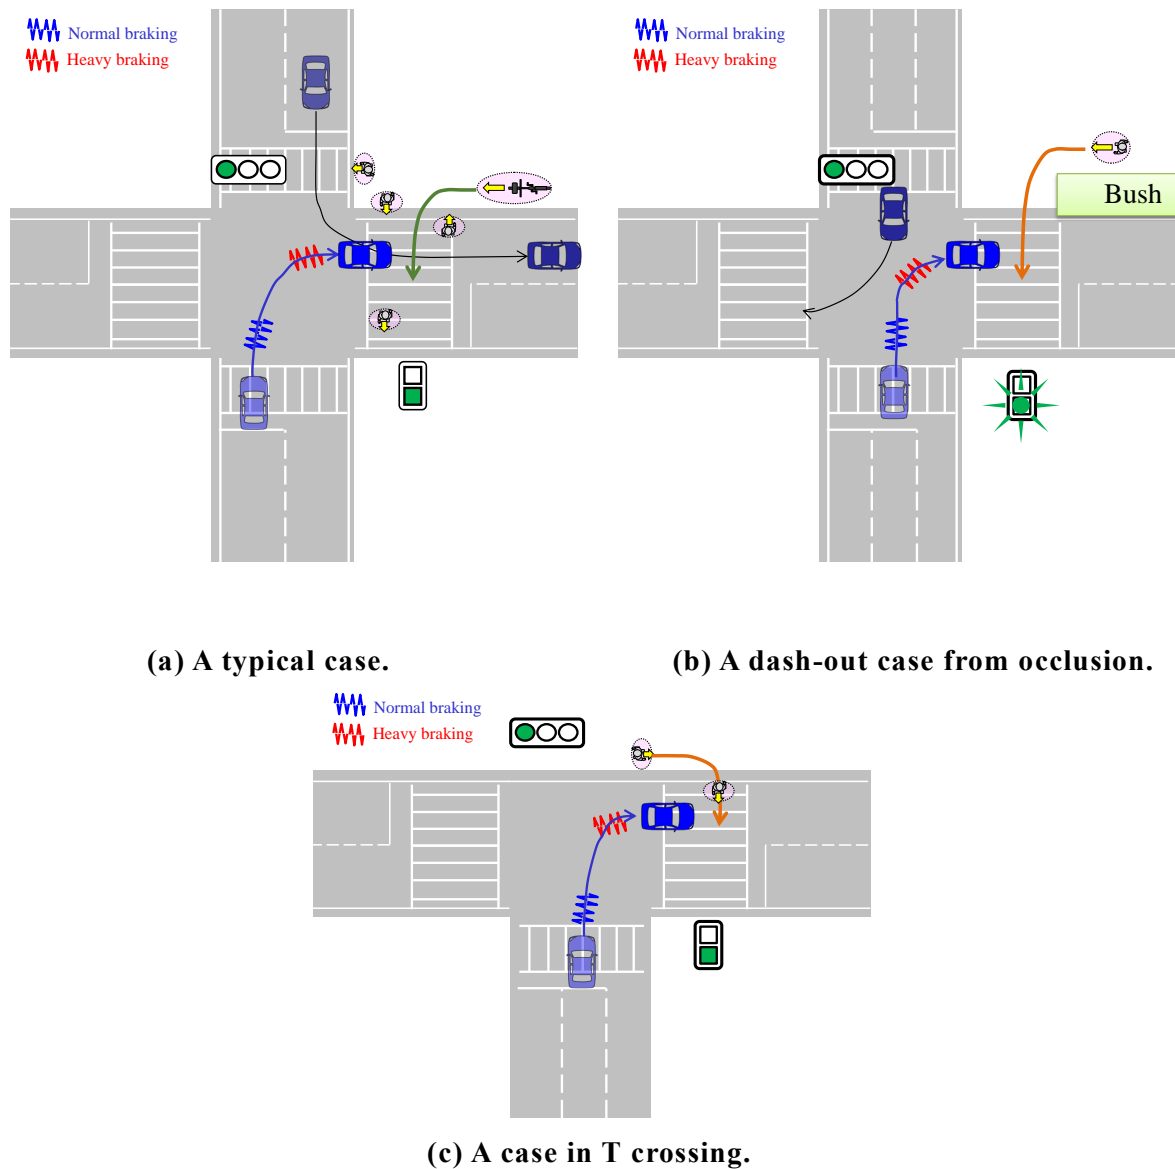 Normal braking
Heavy braking
Normal braking
Heavy braking
Bush
(a) A typical case.
(b) A dash-out case from occlusion.
Normal braking
Heavy braking
(c) A case in T crossing.